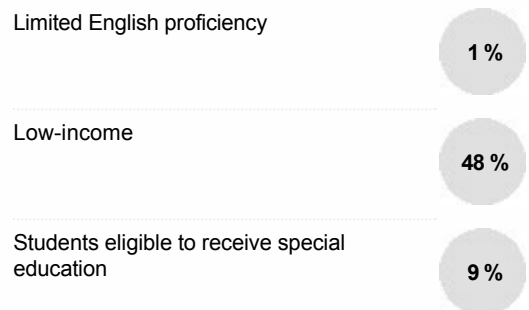 Limited English proficiency
1 %
Low-income
48 %
Students eligible to receive special
education
9 %